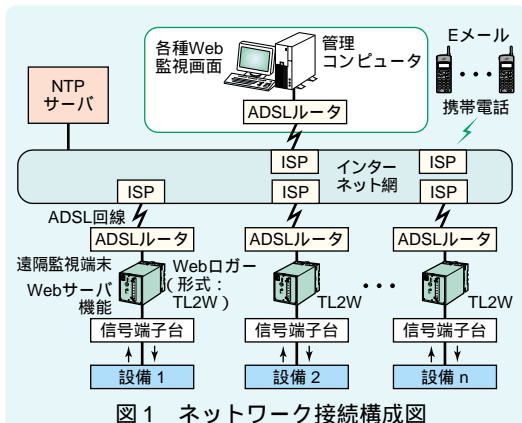 各種Web
監視画面
管理
コンピュータ
Eメール
携帯電話
NTP
サーバ
ADSLルータ
ISP
インター
ネット網
ISP
ISP
ISP
ISP
ADSL回線
ADSLルータ
ADSLルータ
ADSLルータ
遠隔監視端末
Webサーバ
機能
Webロガー
(形式:
TL2W)
TL2W
TL2W
信号端子台
信号端子台
信号端子台
設備 1
設備 2
設備 n
図1 ネットワーク接続構成図